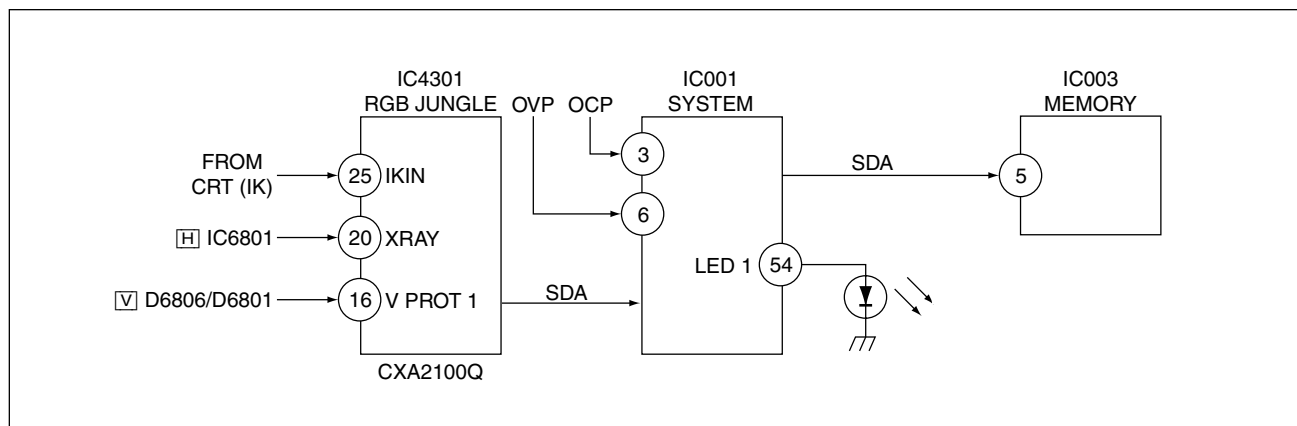 IC4301
RGB JUNGLE
OVP
OCP
IC001
SYSTEM
IC003
MEMORY
FROM
CRT (IK)
25
IKIN
H IC6801
20
XRAY
V D6806/D6801
16
V PROT 1
CXA2100Q
SDA
3
6
LED 1
54
SDA
5